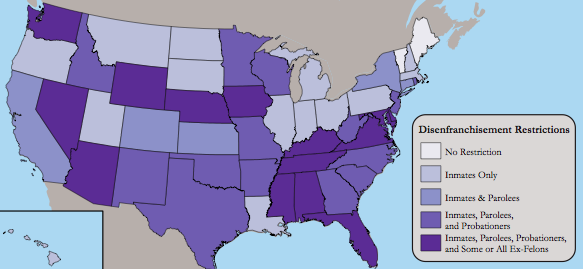 Disenfranchisement Restrictions
No Restriction
Inmates Only
Inmates & Parolees
Inmates, Parolees,
and Probationers
Inmates, Parolees, Probationers,
and Some or All Ex-Felons